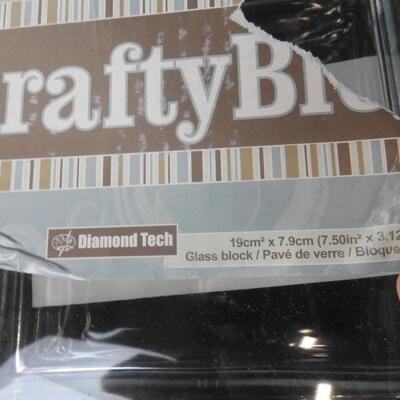 raftyBl
Diamond Tech
19cm² x 7.9cm (7.50in² x 3.12
Glass block / Pavé de verre / Bloque